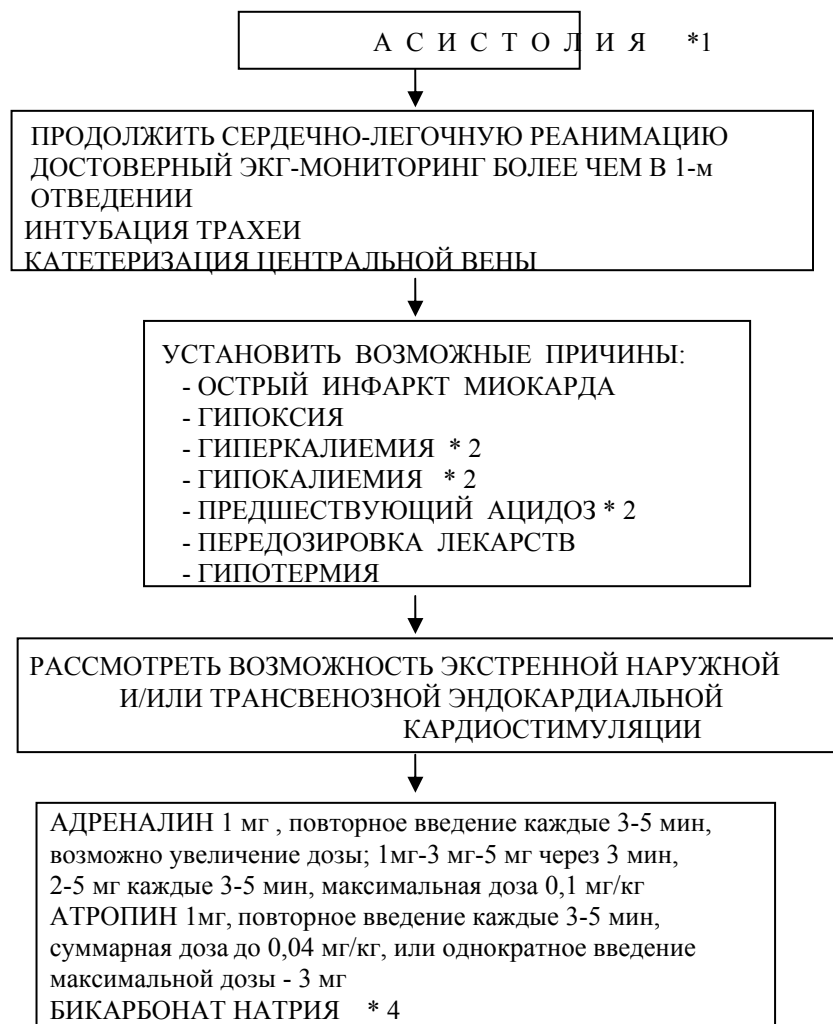 А С И С Т О Л И Я *1
ПРОДОЛЖИТЬ СЕРДЕЧНО-ЛЕГОЧНУЮ РЕАНИМАЦИЮ
ДОСТОВЕРНЫЙ ЭКГ-МОНИТОРИНГ БОЛЕЕ ЧЕМ В 1-м
ОТВЕДЕНИИ
ИНТУБАЦИЯ ТРАХЕИ
КАТЕТЕРИЗАЦИЯ ЦЕНТРАЛЬНОЙ ВЕНЫ
УСТАНОВИТЬ ВОЗМОЖНЫЕ ПРИЧИНЫ:
- ОСТРЫЙ ИНФАРКТ МИОКАРДА
- ГИПОКСИЯ
- ГИПЕРКАЛИЕМИЯ * 2
- ГИПОКАЛИЕМИЯ * 2
- ПРЕДШЕСТВУЮЩИЙ АЦИДОЗ * 2
- ПЕРЕДОЗИРОВКА ЛЕКАРСТВ
- ГИПОТЕРМИЯ
РАССМОТРЕТЬ ВОЗМОЖНОСТЬ ЭКСТРЕННОЙ НАРУЖНОЙ
И/ИЛИ ТРАНСВЕНОЗНОЙ ЭНДОКАРДИАЛЬНОЙ
КАРДИОСТИМУЛЯЦИИ
АДРЕНАЛИН 1 мг , повторное введение каждые 3-5 мин,
возможно увеличение дозы; 1мг-3 мг-5 мг через 3 мин,
2-5 мг каждые 3-5 мин, максимальная доза 0,1 мг/кг
АТРОПИН 1мг, повторное введение каждые 3-5 мин,
суммарная доза до 0,04 мг/кг, или однократное введение
максимальной дозы - 3 мг
БИКАРБОНАТ НАТРИЯ * 4